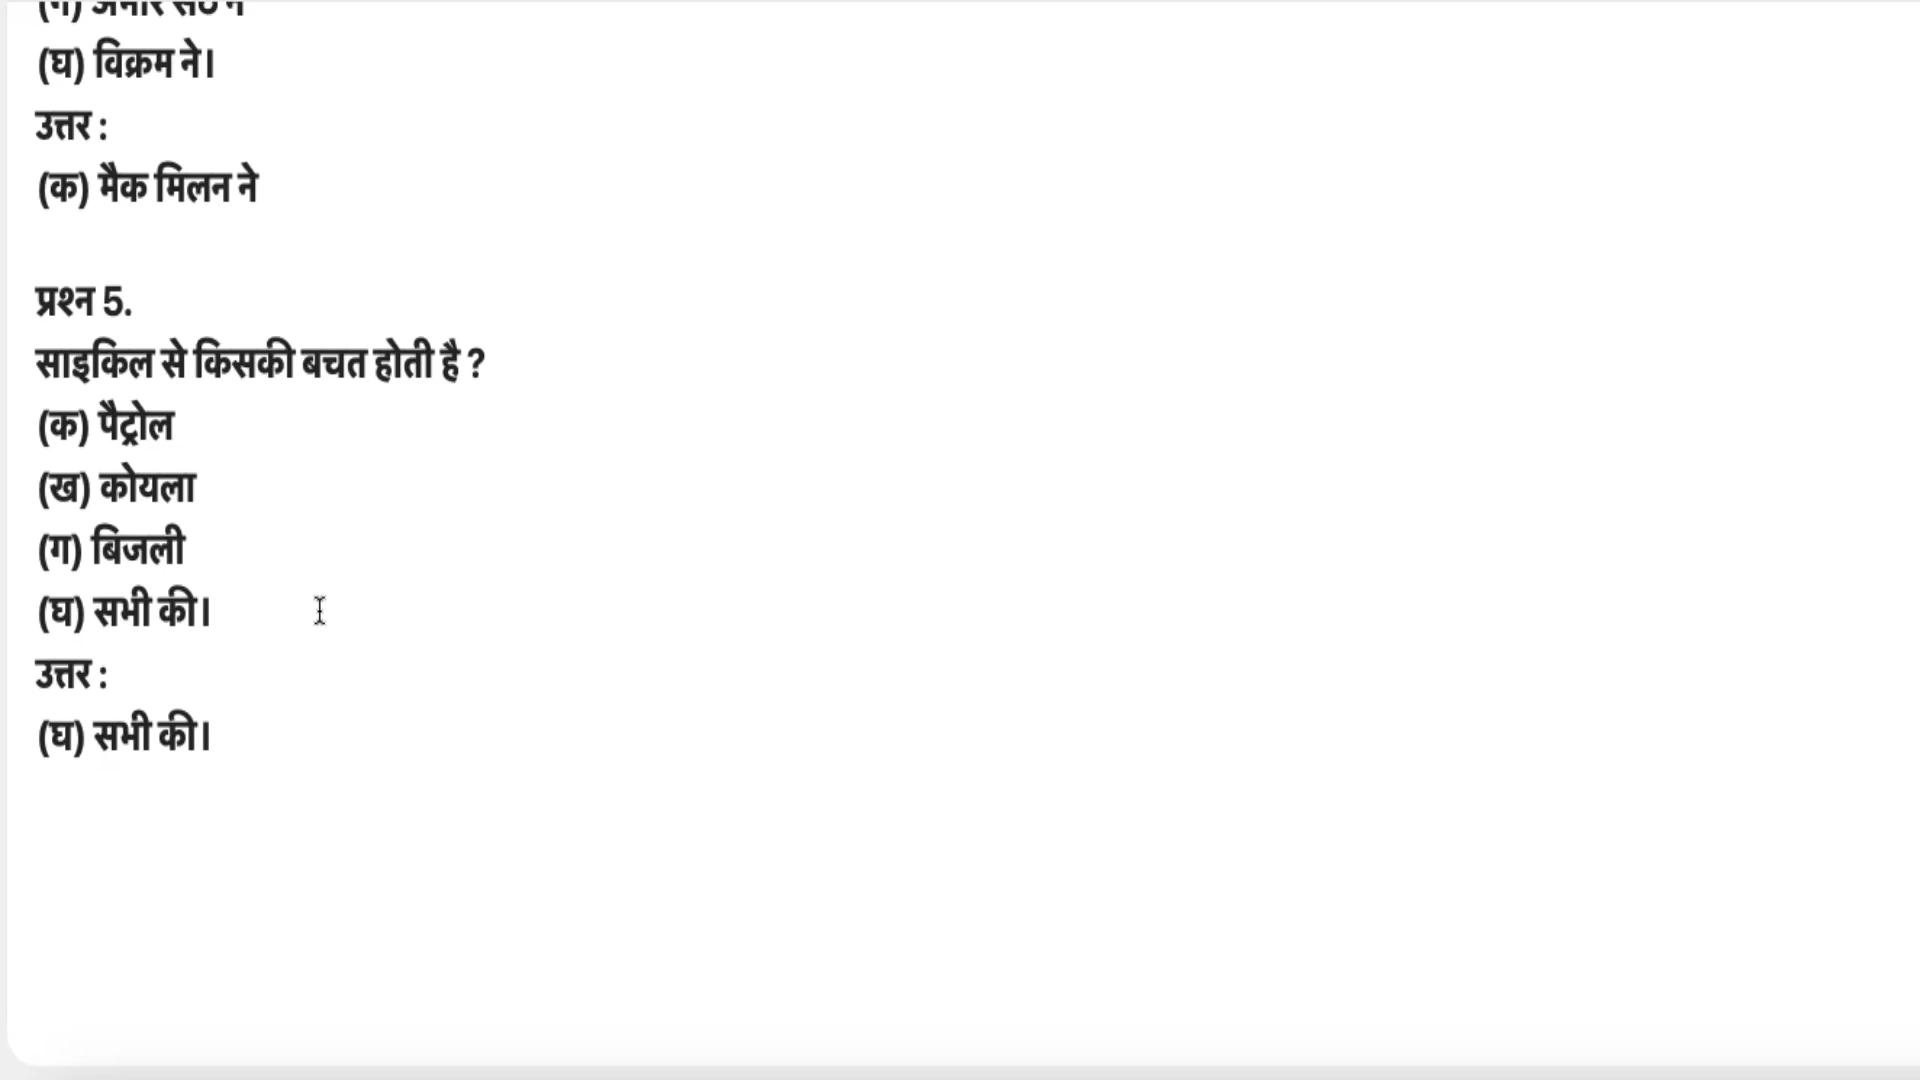 (घ) विक्रम ने।
उत्तर :
(क) मैक मिलन ने
प्रश्न 5.
साइकिल से किसकी बचत होती है ?
(क) पैट्रोल
(ख) कोयला
(ग) बिजली
(घ) सभी की।
उत्तर :
(घ) सभी की।